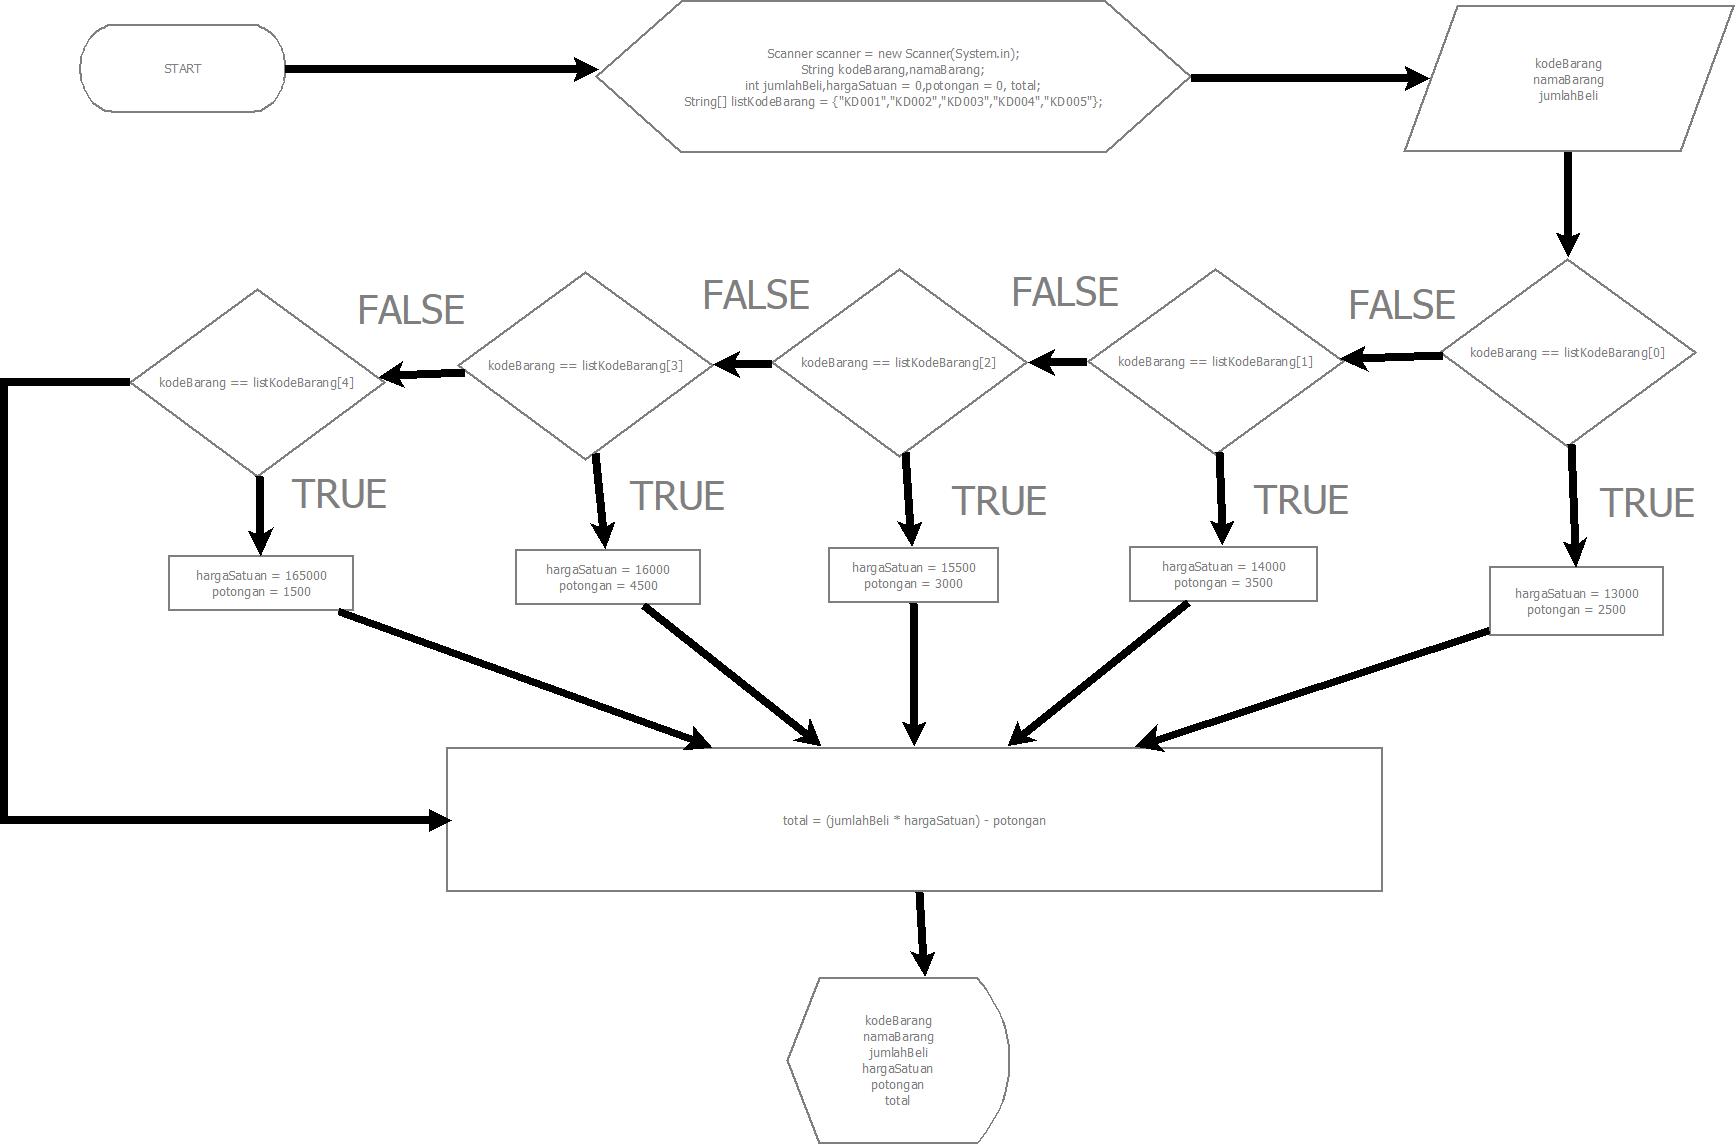 START
Scanner scanner = new Scanner(System.in);
String kodeBarang,namaBarang;
int jumlahBeli,hargaSatuan = 0,potongan = 0, total;
String[] listKodeBarang = {"KD001","KD002","KD003","KD004","KD005"};
kodeBarang
namaBarang
jumlahBeli
FALSE
FALSE
FALSE
FALSE
kodeBarang == listKodeBarang[4]
kodeBarang == listKodeBarang[3]
kodeBarang == listKodeBarang[2]
kodeBarang == listKodeBarang[1]
kodeBarang == listKodeBarang[0]
TRUE
TRUE
TRUE
TRUE
TRUE
hargaSatuan = 165000
potongan = 1500
hargaSatuan = 16000
potongan = 4500
hargaSatuan = 15500
potongan = 3000
hargaSatuan = 14000
potongan = 3500
hargaSatuan = 13000
potongan = 2500
total = (jumlahBeli * hargaSatuan) - potongan
kodeBarang
namaBarang
jumlahBeli
hargaSatuan
potongan
total